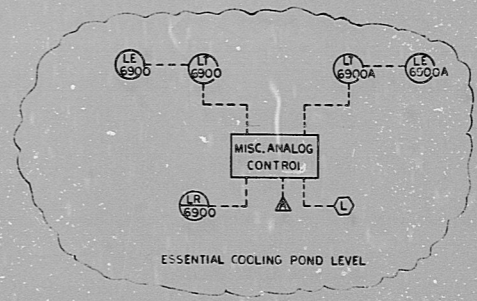 LE 6900
LT 6900
LT 6900A
LE 6900A
MISC. ANALOG
CONTROL
LR 6900
A
L
ESSENTIAL COOLING POND LEVEL